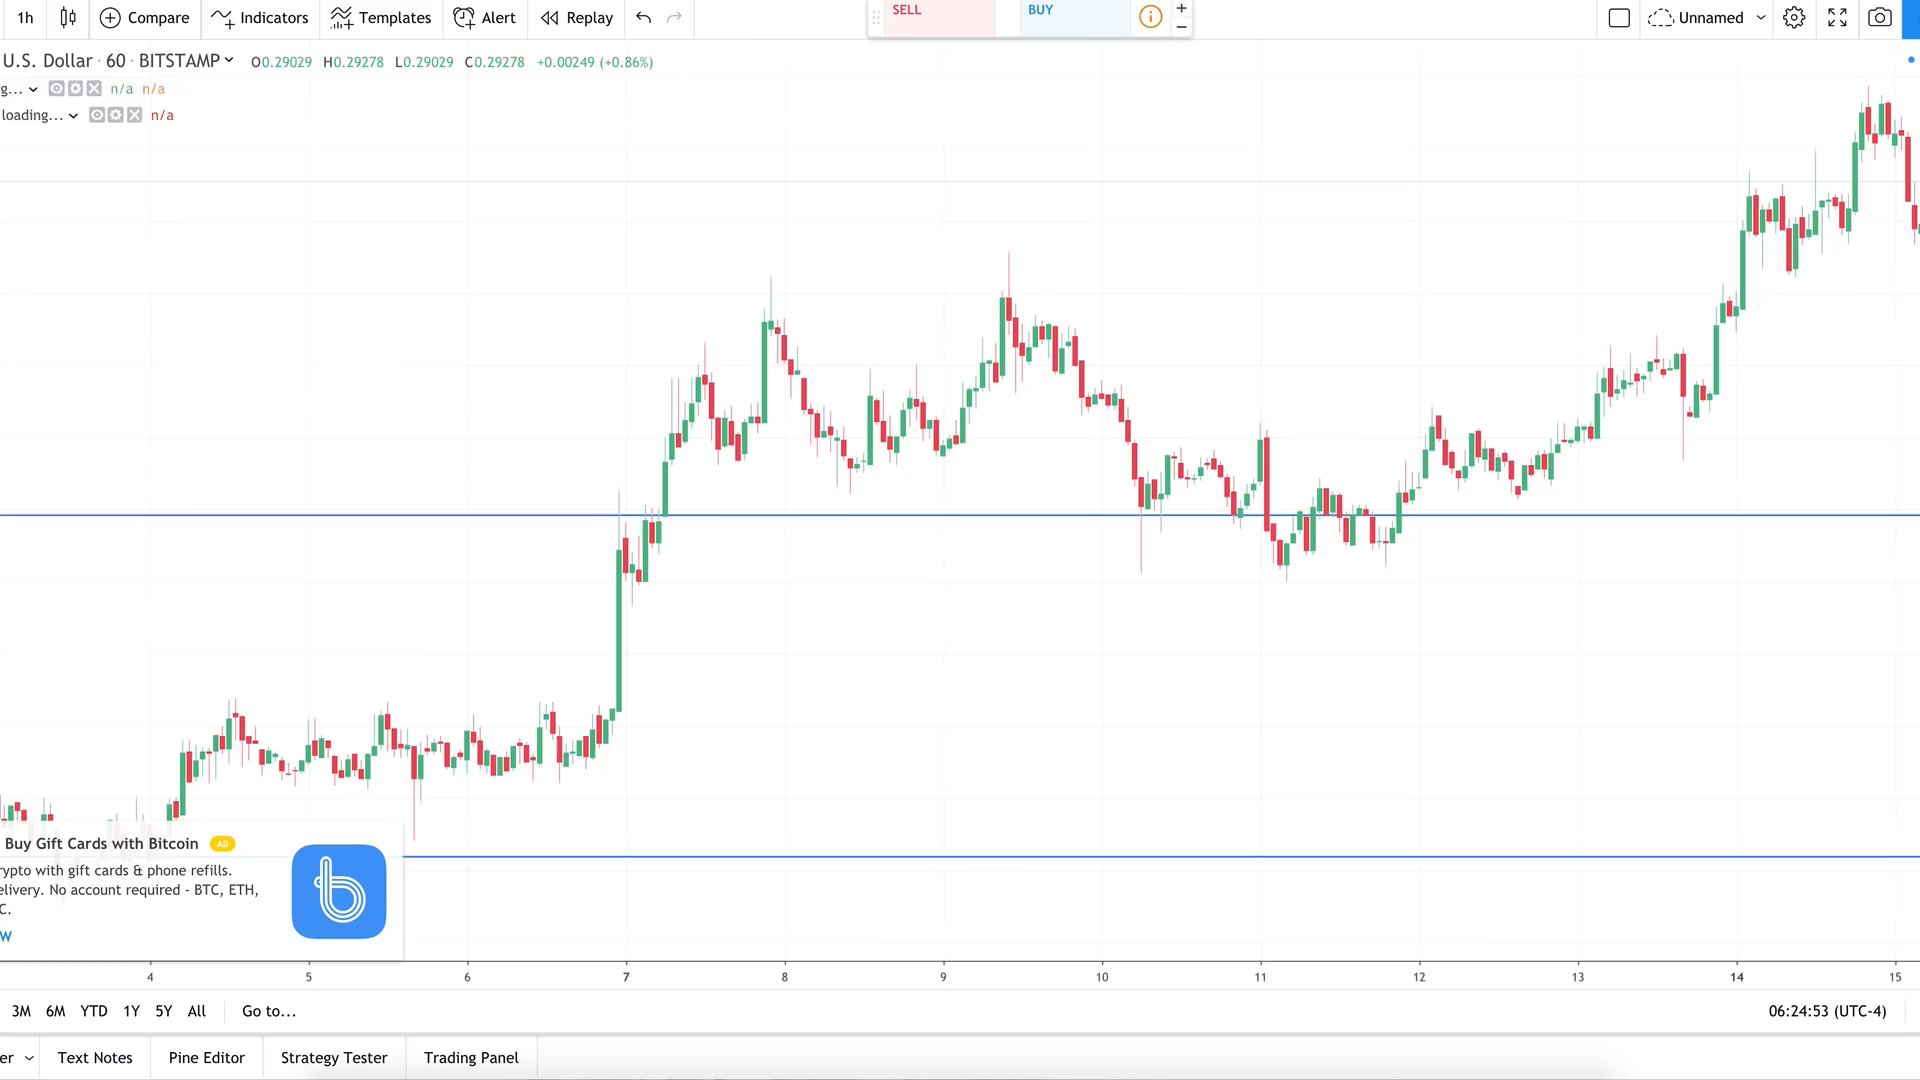 1h Compare Indicators Templates Alert Replay SELL BUY Unnamed
U.S. Dollar · 60 · BITSTAMP O0.29029 H0.29278 L0.29029 C0.29278 +0.00249 (+0.86%)
g... n/a n/a
loading... n/a
Buy Gift Cards with Bitcoin AD
rypto with gift cards & phone refills.
elivery. No account required - BTC, ETH,
C.
W
4 5 6 7 8 9 10 11 12 13 14 15
3M 6M YTD 1Y 5Y All Go to... 06:24:53 (UTC-4)
er Text Notes Pine Editor Strategy Tester Trading Panel